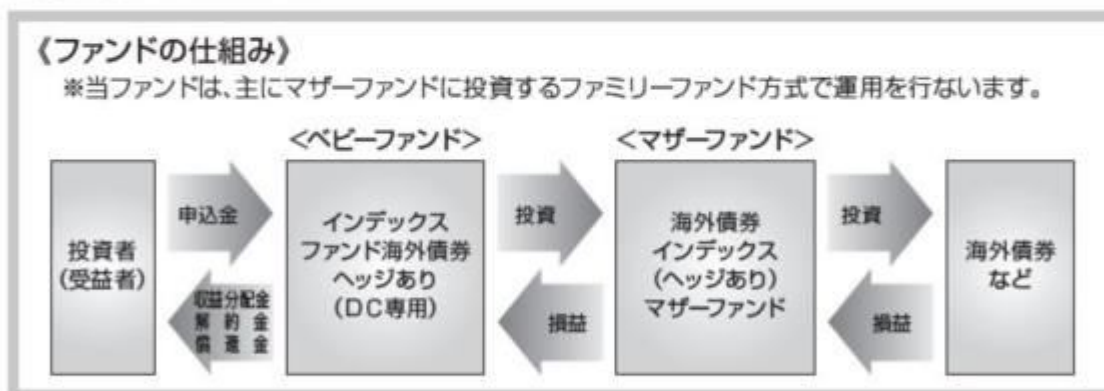 《ファンドの仕組み》
※当ファンドは、主にマザーファンドに投資するファミリーファンド方式で運用を行ないます。
<ベビーファンド>
<マザーファンド>
投資者
(受益者)
申込金
収益分配金
解約金
償還金
インデックス
ファンド海外債券
ヘッジあり
(DC専用)
投資
損益
海外債券
インデックス
(ヘッジあり)
マザーファンド
投資
損益
海外債券
など